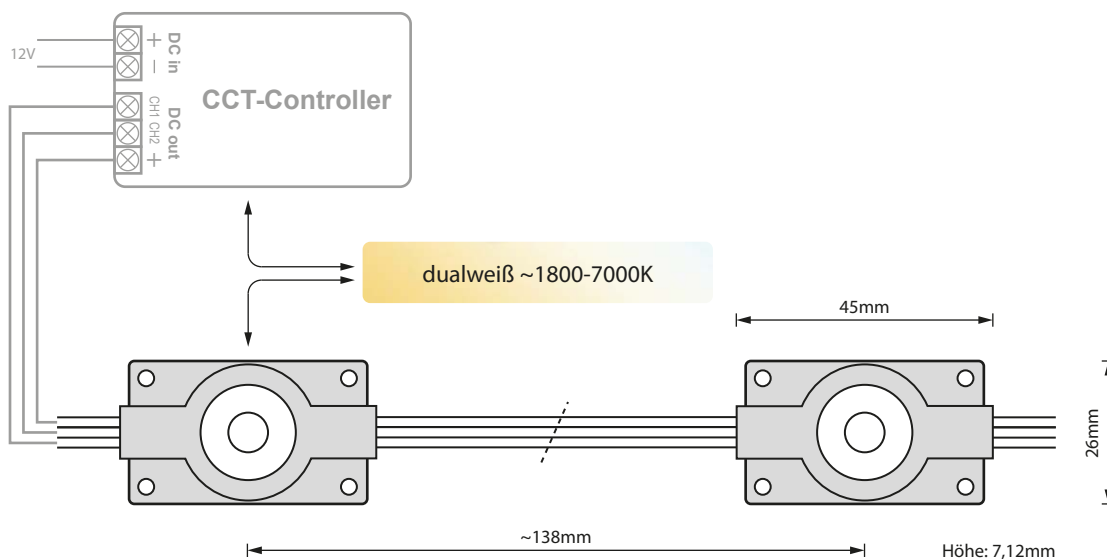 12V
+
−
DC in
CCT-Controller
CH1 CH2
+
DC out
dualweiß ~1800-7000K
45mm
26mm
~138mm
Höhe: 7,12mm